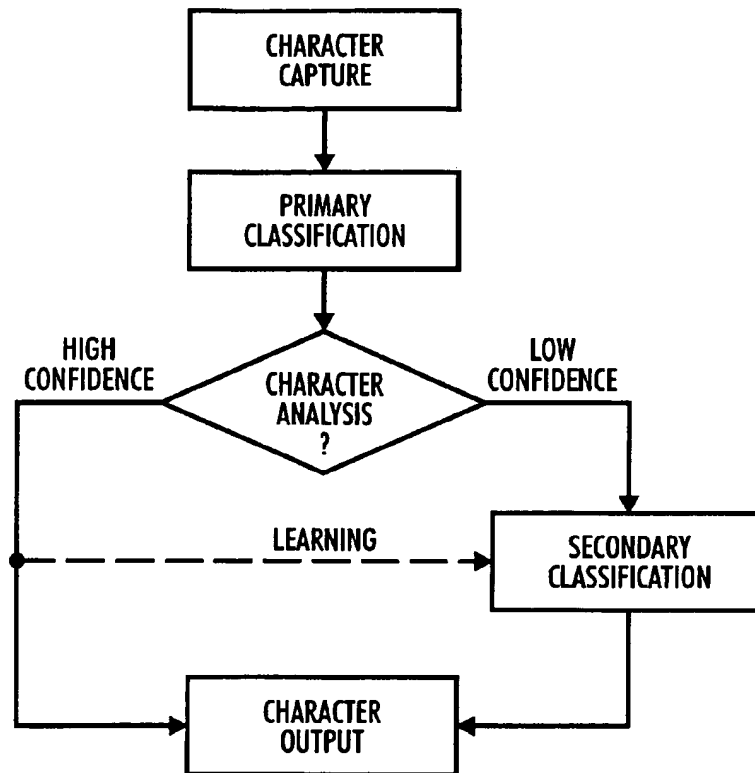 CHARACTER
CAPTURE
PRIMARY
CLASSIFICATION
HIGH
CONFIDENCE
CHARACTER
ANALYSIS
?
LOW
CONFIDENCE
LEARNING
SECONDARY
CLASSIFICATION
CHARACTER
OUTPUT